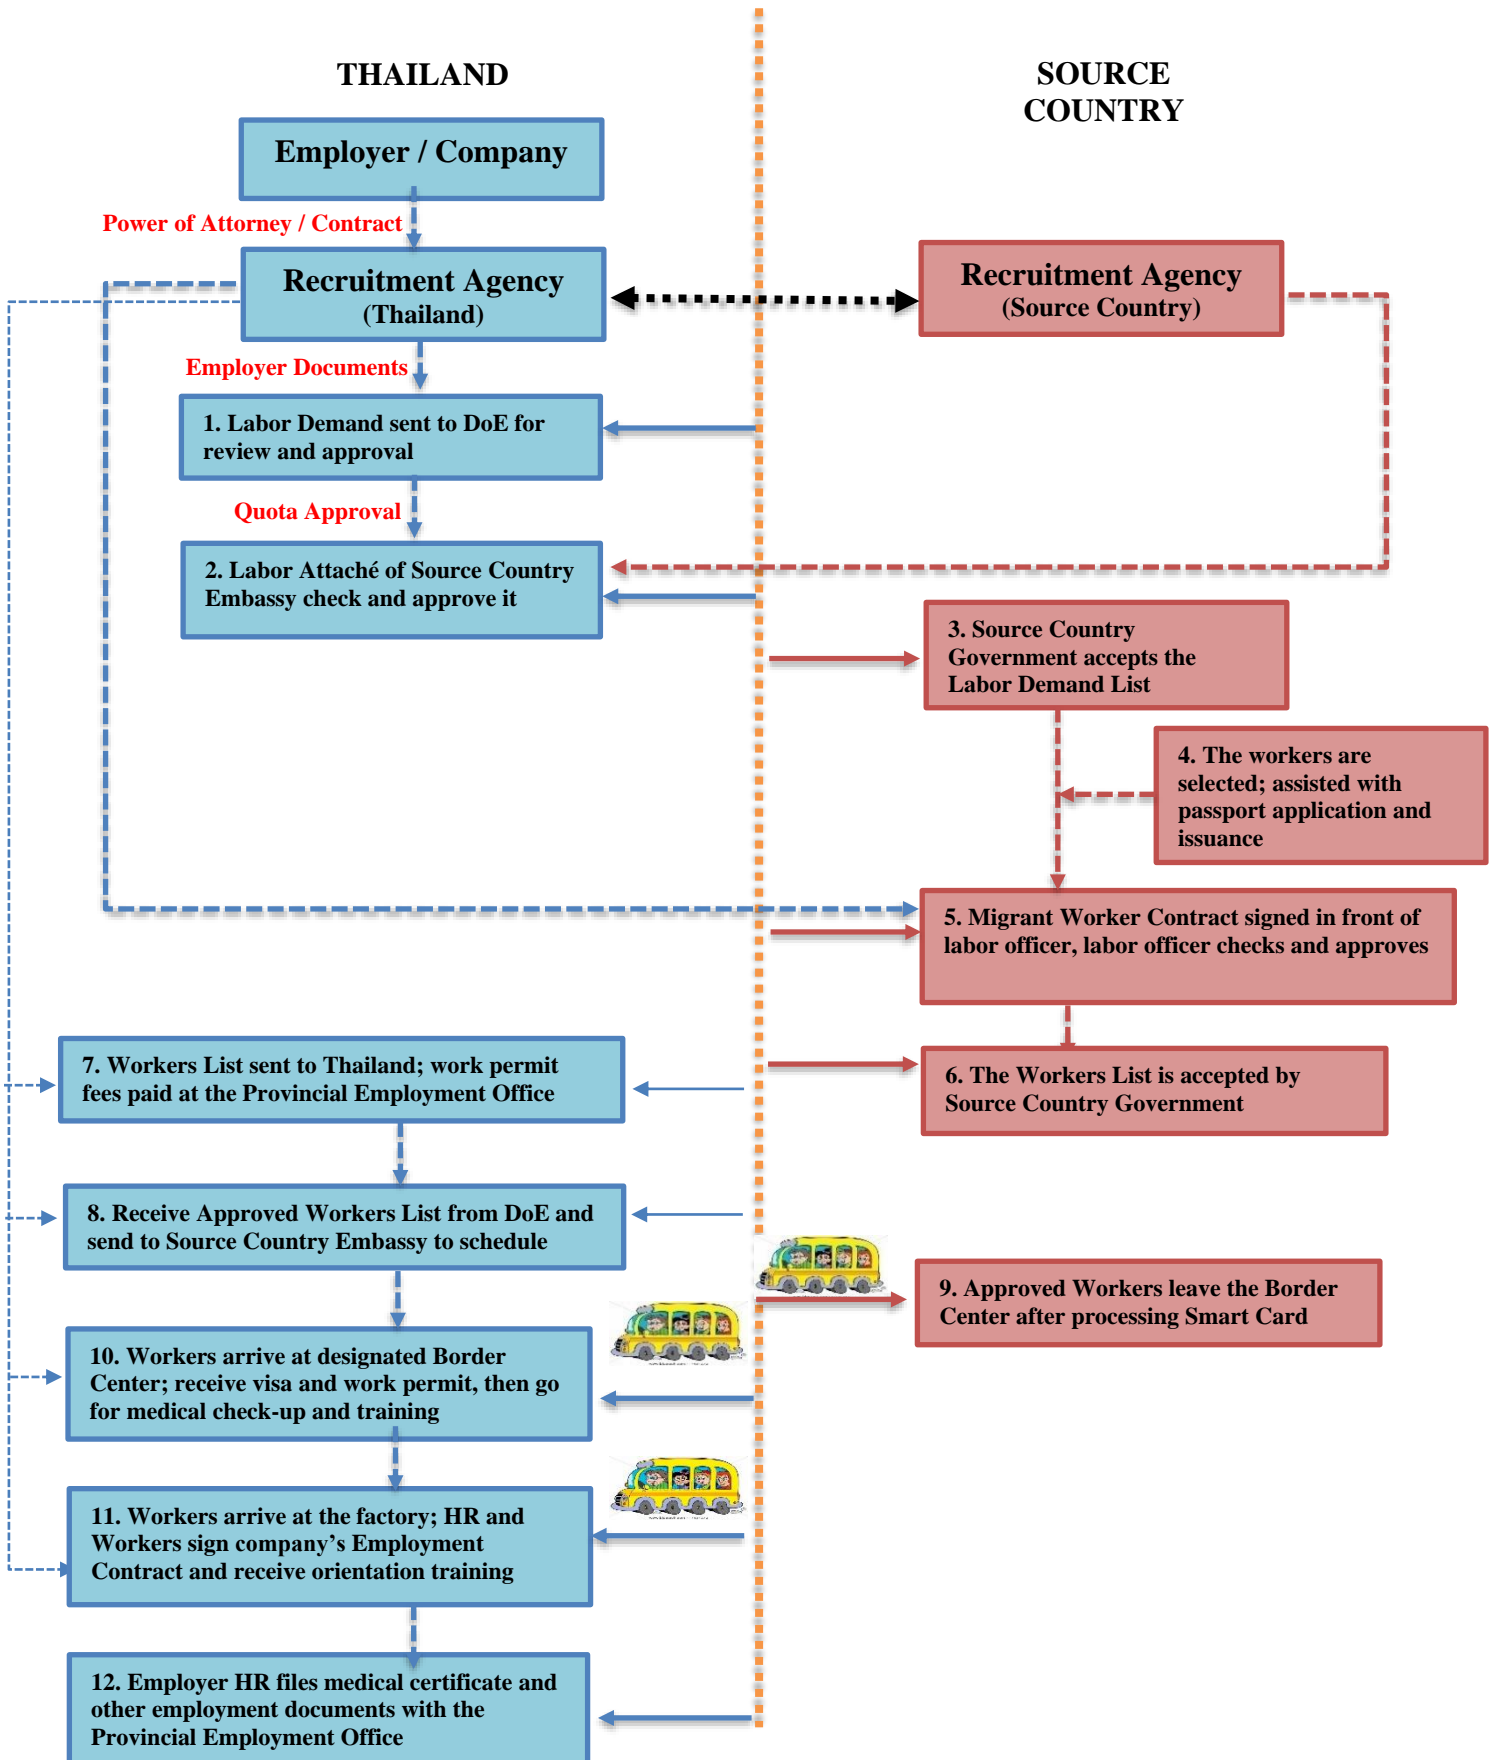 THAILAND
SOURCE
COUNTRY
Employer / Company
Power of Attorney / Contract
Recruitment Agency
(Thailand)
Recruitment Agency
(Source Country)
Employer Documents
1. Labor Demand sent to DoE for
review and approval
Quota Approval
2. Labor Attaché of Source Country
Embassy check and approve it
3. Source Country
Government accepts the
Labor Demand List
4. The workers are
selected; assisted with
passport application and
issuance
5. Migrant Worker Contract signed in front of
labor officer, labor officer checks and approves
6. The Workers List is accepted by
Source Country Government
7. Workers List sent to Thailand; work permit
fees paid at the Provincial Employment Office
8. Receive Approved Workers List from DoE and
send to Source Country Embassy to schedule
9. Approved Workers leave the Border
Center after processing Smart Card
10. Workers arrive at designated Border
Center; receive visa and work permit, then go
for medical check-up and training
11. Workers arrive at the factory; HR and
Workers sign company’s Employment
Contract and receive orientation training
12. Employer HR files medical certificate and
other employment documents with the
Provincial Employment Office